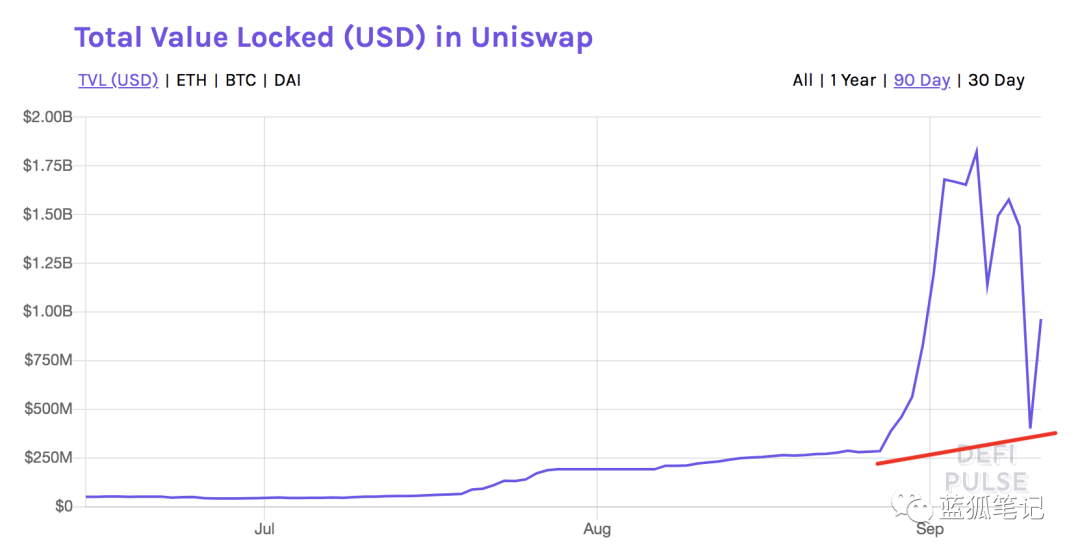 Total Value Locked (USD) in Uniswap
TVL (USD) | ETH | BTC | DAI
All | 1 Year | 90 Day | 30 Day
$2.00B
$1.75B
$1.50B
$1.25B
$1.00B
$750M
$500M
$250M
$0
DEFI
PULSE
蓝狐笔记
Jul
Aug
Sep